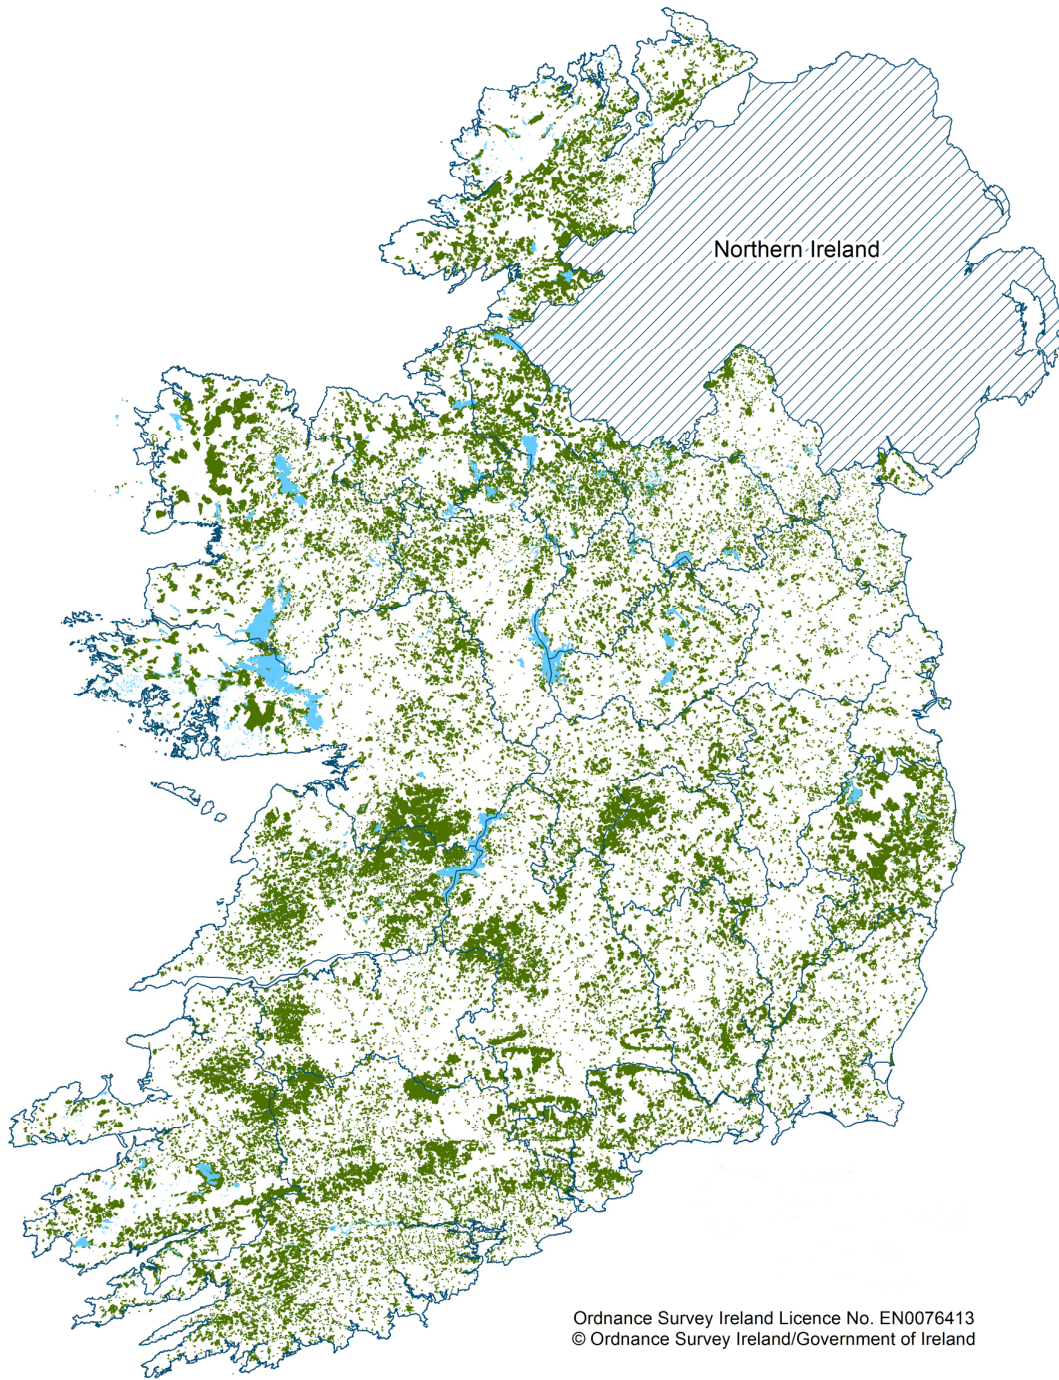 Northern Ireland
Ordnance Survey Ireland Licence No. EN0076413
© Ordnance Survey Ireland/Government of Ireland